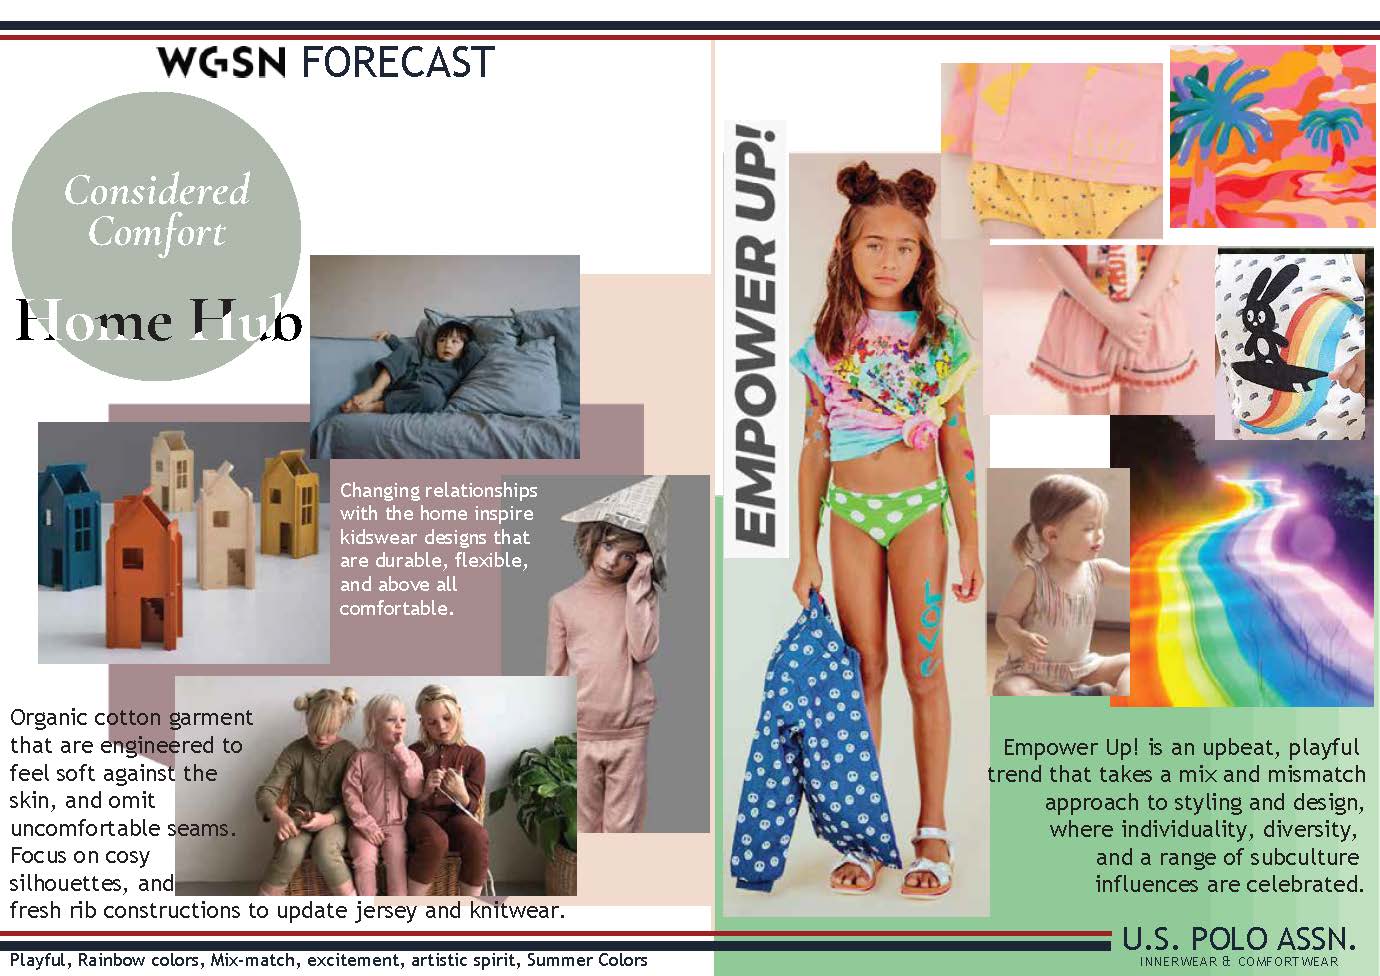 WGSN FORECAST
Considered
Comfort
Home Hub
Changing relationships
with the home inspire
kidswear designs that
are durable, flexible,
and above all
comfortable.
Organic cotton garment
that are engineered to
feel soft against the
skin, and omit
uncomfortable seams.
Focus on cosy
silhouettes, and
fresh rib constructions to update jersey and knitwear.
Playful, Rainbow colors, Mix-match, excitement, artistic spirit, Summer Colors
EMPOWER UP!
Empower Up! is an upbeat, playful
trend that takes a mix and mismatch
approach to styling and design,
where individuality, diversity,
and a range of subculture
influences are celebrated.
U.S. POLO ASSN.
INNERWEAR & COMFORTWEAR